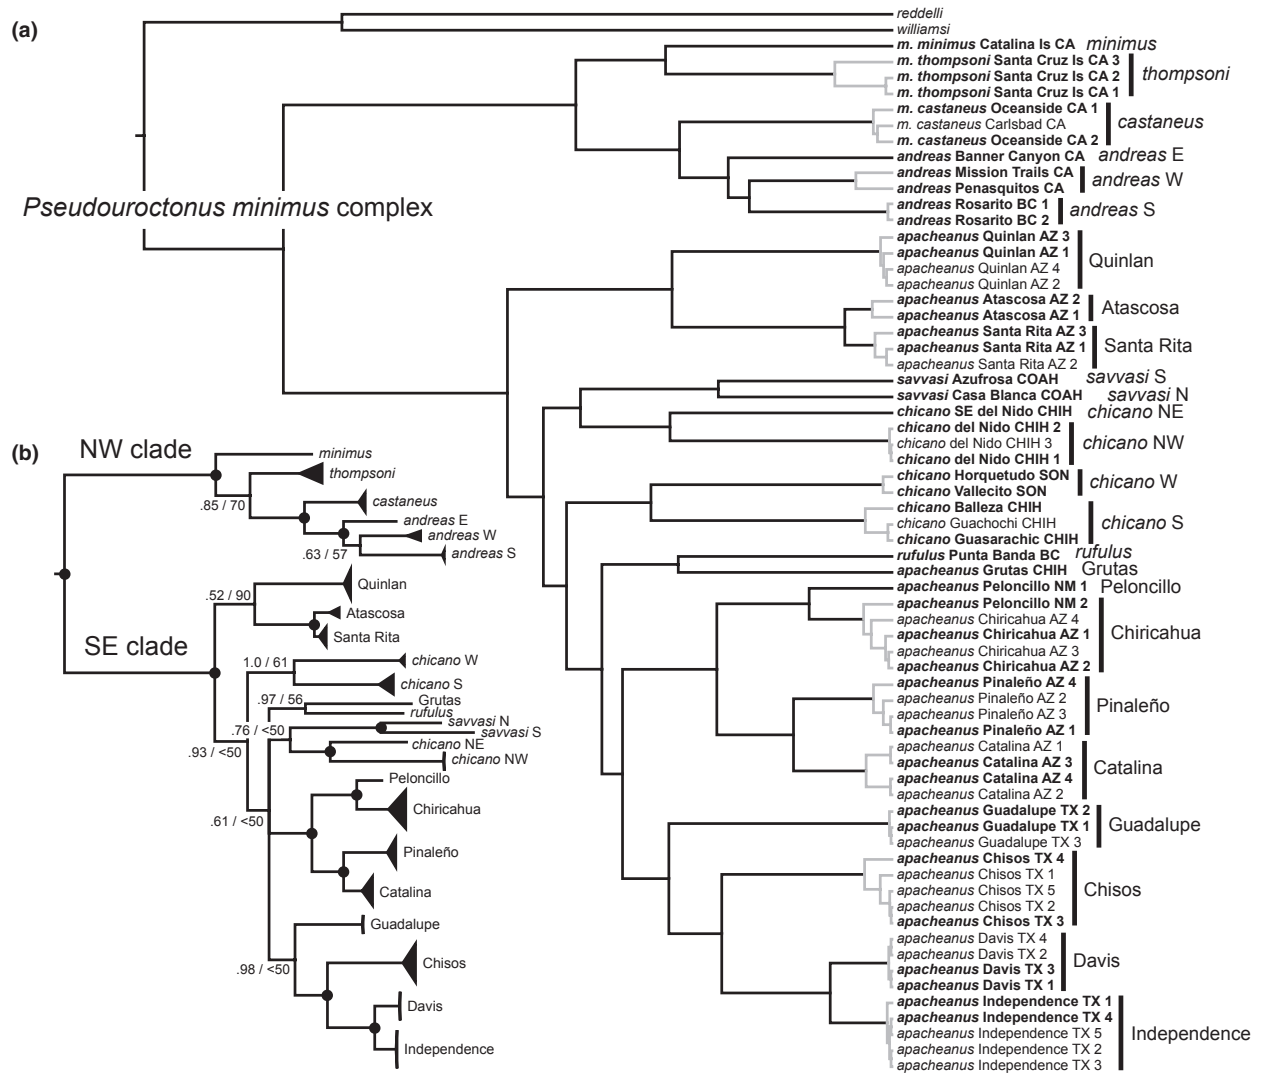 (a)
reddelli
williamsi
m. minimus Catalina Is CA minimus
m. thompsoni Santa Cruz Is CA 3
m. thompsoni Santa Cruz Is CA 2
m. thompsoni Santa Cruz Is CA 1
thompsoni
m. castaneus Oceanside CA 1
m. castaneus Carlsbad CA
m. castaneus Oceanside CA 2
castaneus
andreas Banner Canyon CA andreas E
andreas Mission Trails CA
andreas Penasquitos CA
andreas W
andreas Rosarito BC 1
andreas Rosarito BC 2
andreas S
Pseudouroctonus minimus complex
apacheanus Quinlan AZ 3
apacheanus Quinlan AZ 1
apacheanus Quinlan AZ 4
apacheanus Quinlan AZ 2
Quinlan
apacheanus Atascosa AZ 2
apacheanus Atascosa AZ 1
Atascosa
apacheanus Santa Rita AZ 3
apacheanus Santa Rita AZ 1
apacheanus Santa Rita AZ 2
Santa Rita
savvasi Azufrosa COAH savvasi S
savvasi Casa Blanca COAH savvasi N
chicano SE del Nido CHIH chicano NE
chicano del Nido CHIH 2
chicano del Nido CHIH 3
chicano del Nido CHIH 1
chicano NW
chicano Horquetudo SON
chicano Vallecito SON
chicano W
chicano Balleza CHIH
chicano Guachochi CHIH
chicano Guasarachic CHIH
chicano S
rufulus Punta Banda BC rufulus
apacheanus Grutas CHIH Grutas
apacheanus Peloncillo NM 1 Peloncillo
apacheanus Peloncillo NM 2
apacheanus Chiricahua AZ 4
apacheanus Chiricahua AZ 1
apacheanus Chiricahua AZ 3
apacheanus Chiricahua AZ 2
Chiricahua
apacheanus Pinaleño AZ 4
apacheanus Pinaleño AZ 2
apacheanus Pinaleño AZ 3
apacheanus Pinaleño AZ 1
Pinaleño
apacheanus Catalina AZ 1
apacheanus Catalina AZ 3
apacheanus Catalina AZ 4
apacheanus Catalina AZ 2
Catalina
apacheanus Guadalupe TX 2
apacheanus Guadalupe TX 1
apacheanus Guadalupe TX 3
Guadalupe
apacheanus Chisos TX 4
apacheanus Chisos TX 1
apacheanus Chisos TX 5
apacheanus Chisos TX 2
apacheanus Chisos TX 3
Chisos
apacheanus Davis TX 4
apacheanus Davis TX 2
apacheanus Davis TX 3
apacheanus Davis TX 1
Davis
apacheanus Independence TX 1
apacheanus Independence TX 4
apacheanus Independence TX 5
apacheanus Independence TX 2
apacheanus Independence TX 3
Independence
(b)
NW clade
minimus
thompsoni
.85 / 70
castaneus
andreas E
andreas W
.63 / 57
andreas S
SE clade
Quinlan
.52 / 90
Atascosa
Santa Rita
1.0 / 61
chicano W
chicano S
.97 / 56
Grutas
rufulus
.76 / <50
savvasi N
savvasi S
.93 / <50
chicano NE
chicano NW
Peloncillo
Chiricahua
.61 / <50
Pinaleño
Catalina
Guadalupe
.98 / <50
Chisos
Davis
Independence